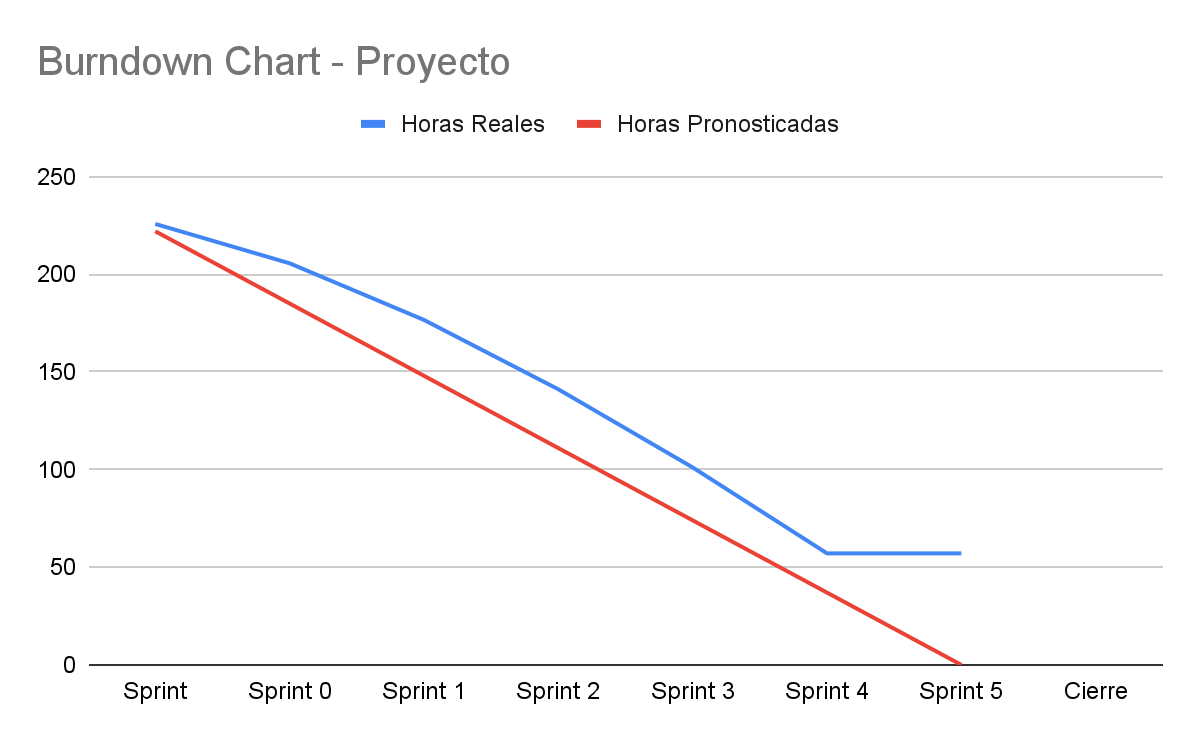 Burndown Chart - Proyecto
Horas Reales Horas Pronosticadas
250
200
150
100
50
0
Sprint Sprint 0 Sprint 1 Sprint 2 Sprint 3 Sprint 4 Sprint 5 Cierre